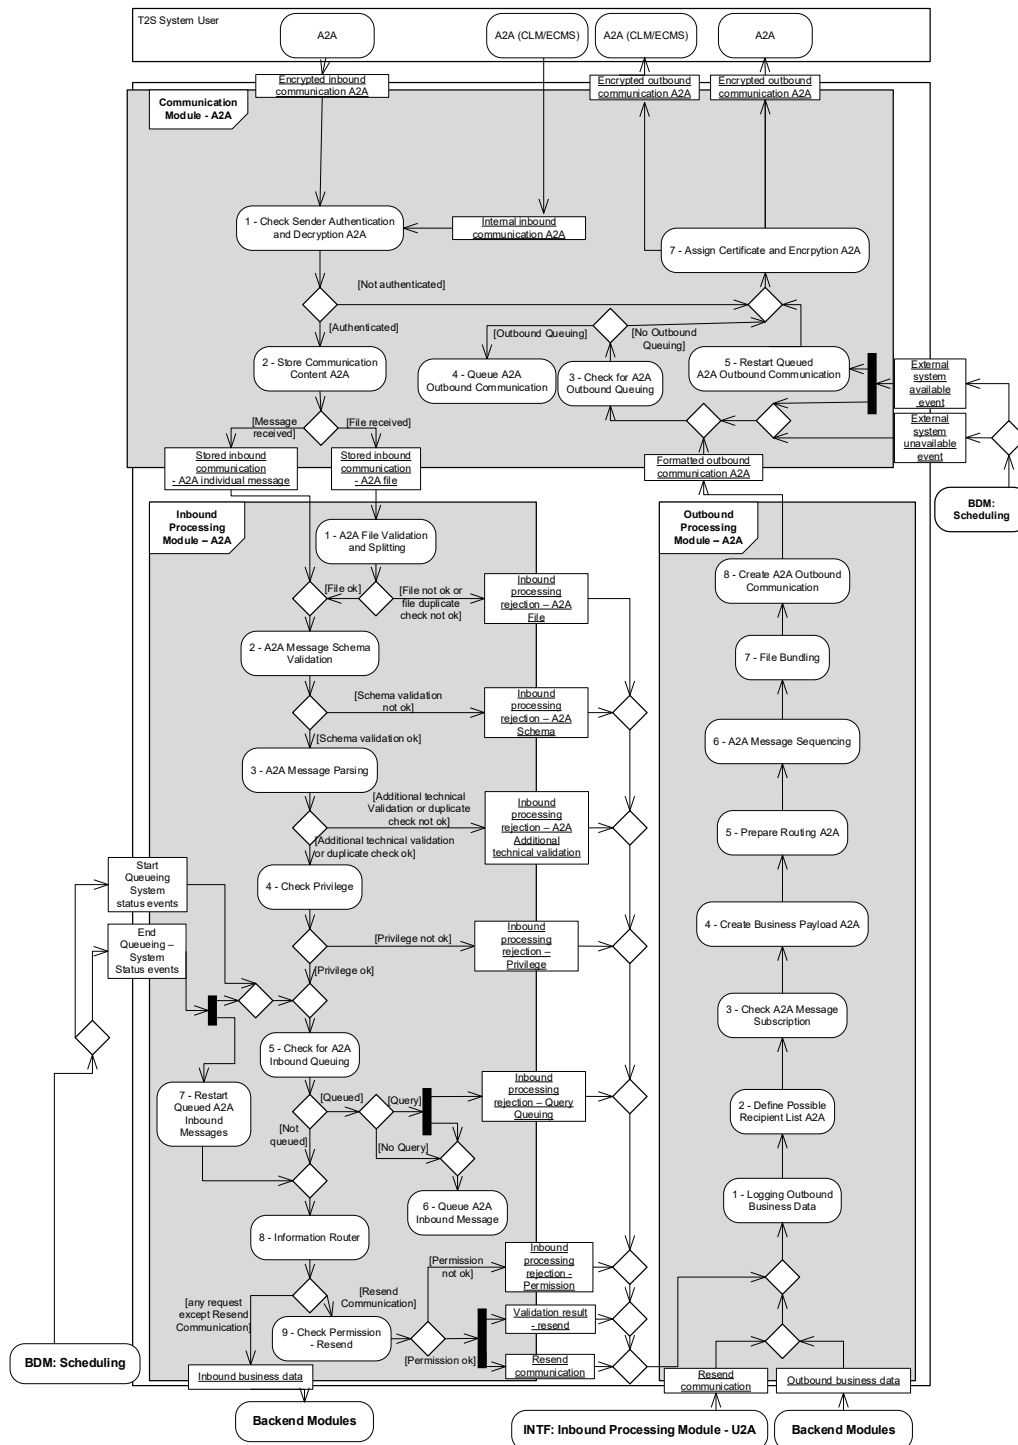 T2S System User
A2A
A2A (CLM/ECMS)
A2A (CLM/ECMS)
A2A
Encrypted inbound
communication A2A
Encrypted outbound
communication A2A
Encrypted outbound
communication A2A
Communication
Module - A2A
1 - Check Sender Authentication
and Decryption A2A
Internal inbound
communication A2A
7 - Assign Certificate and Encrpytion A2A
[Not authenticated]
[Authenticated]
[Outbound Queuing]
[No Outbound
Queuing]
2 - Store Communication
Content A2A
4 - Queue A2A
Outbound Communication
3 - Check for A2A
Outbound Queuing
5 - Restart Queued
A2A Outbound Communication
External
system
available
event
External
system
unavailable
event
[Message
received]
[File received]
Stored inbound
communication
- A2A individual message
Stored inbound
communication
- A2A file
Formatted outbound
communication A2A
BDM:
Scheduling
Inbound
Processing
Module – A2A
1 - A2A File Validation
and Splitting
Outbound
Processing
Module – A2A
[File ok]
[File not ok or
file duplicate
check not ok]
Inbound
processing
rejection – A2A
File
8 - Create A2A Outbound
Communication
2 - A2A Message Schema
Validation
7 - File Bundling
[Schema validation
not ok]
Inbound
processing
rejection – A2A
Schema
[Schema validation ok]
6 - A2A Message Sequencing
3 - A2A Message Parsing
[Additional technical
Validation or duplicate
check not ok]
Inbound
processing
rejection – A2A
Additional
technical validation
[Additional technical validation
or duplicate check ok]
5 - Prepare Routing A2A
Start
Queueing
System
status events
4 - Check Privilege
4 - Create Business Payload A2A
End
Queueing –
System
Status events
[Privilege not ok]
Inbound
processing
rejection –
Privilege
[Privilege ok]
3 - Check A2A Message
Subscription
5 - Check for A2A
Inbound Queuing
7 - Restart
Queued A2A
Inbound
Messages
[Queued]
[Query]
Inbound
processing
rejection – Query
Queuing
[Not
queued]
[No Query]
2 - Define Possible
Recipient List A2A
6 - Queue A2A
Inbound Message
1 - Logging Outbound
Business Data
8 - Information Router
[Permission
not ok]
Inbound
processing
rejection -
Permission
[any request
except Resend
Communication]
[Resend
Communication]
9 - Check Permission
- Resend
Validation result
- resend
[Permission ok]
Resend
communication
BDM: Scheduling
Inbound business data
Resend
communication
Outbound business data
Backend Modules
INTF: Inbound Processing Module - U2A
Backend Modules